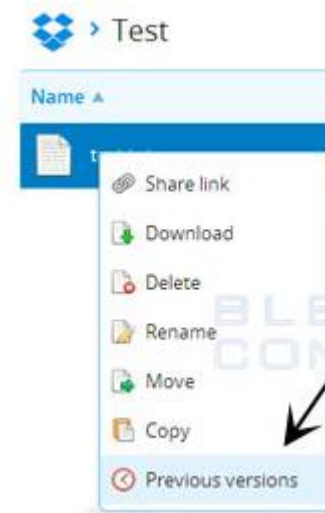 > Test
Name ▲
Share link
Download
Delete
Rename
Move
Copy
Previous versions